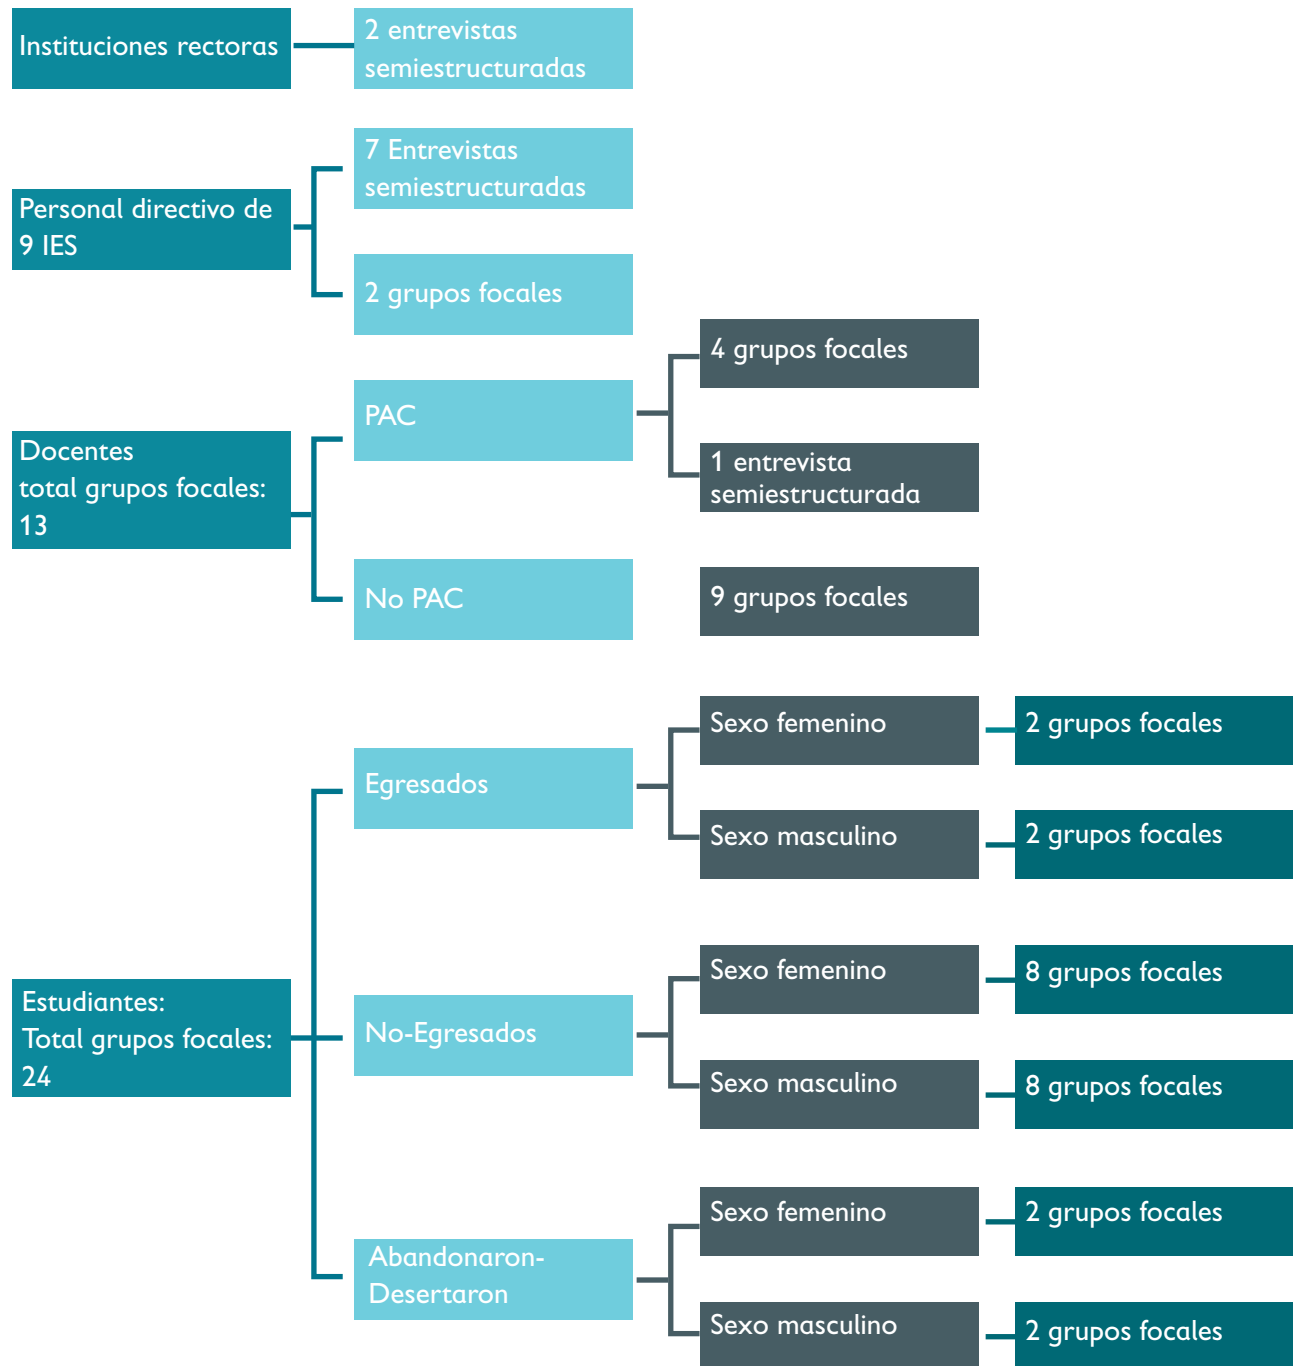 Instituciones rectoras
2 entrevistas
semiestructuradas
Personal directivo de
9 IES
7 Entrevistas
semiestructuradas
2 grupos focales
Docentes
total grupos focales:
13
PAC
4 grupos focales
1 entrevista
semiestructurada
No PAC
9 grupos focales
Estudiantes:
Total grupos focales:
24
Egresados
Sexo femenino
2 grupos focales
Sexo masculino
2 grupos focales
No-Egresados
Sexo femenino
8 grupos focales
Sexo masculino
8 grupos focales
Abandonaron-
Desertaron
Sexo femenino
2 grupos focales
Sexo masculino
2 grupos focales